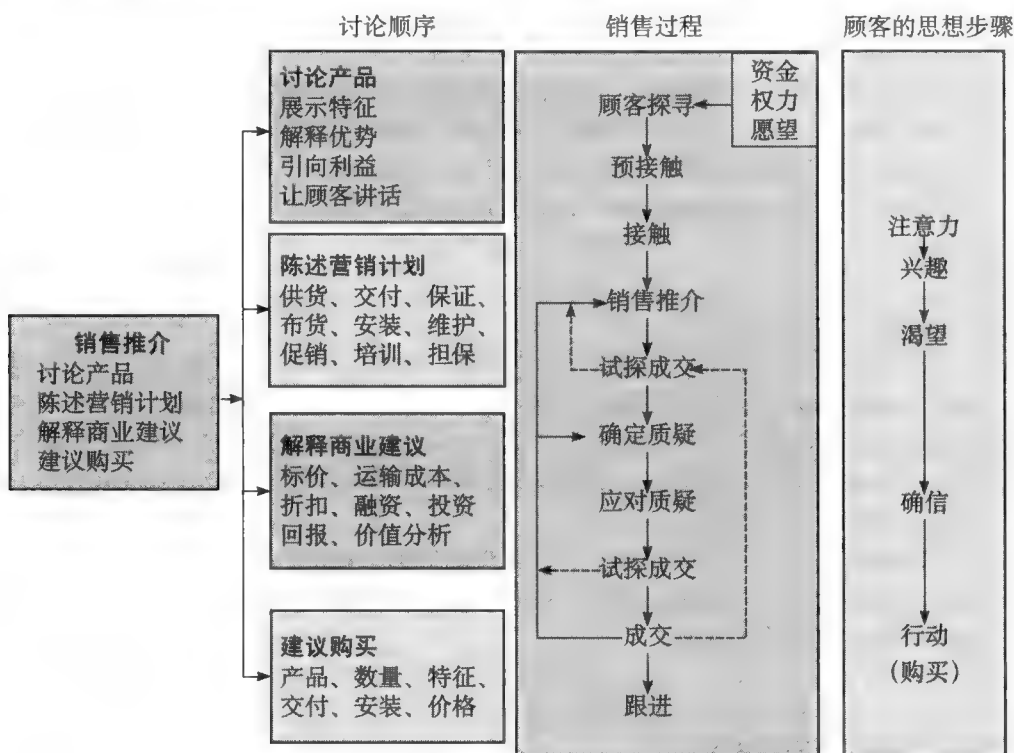 讨论顺序
销售过程
顾客的思想步骤
销售推介
讨论产品
陈述营销计划
解释商业建议
建议购买
讨论产品
展示特征
解释优势
引向利益
让顾客讲话
陈述营销计划
供货、交付、保证、
布货、安装、维护、
促销、培训、担保
解释商业建议
标价、运输成本、
折扣、融资、投资
回报、价值分析
建议购买
产品、数量、特征、
交付、安装、价格
资金
权力
愿望
顾客探寻
预接触
接触
销售推介
试探成交
确定质疑
应对质疑
试探成交
成交
跟进
注意力
兴趣
渴望
确信
行动
（购买）